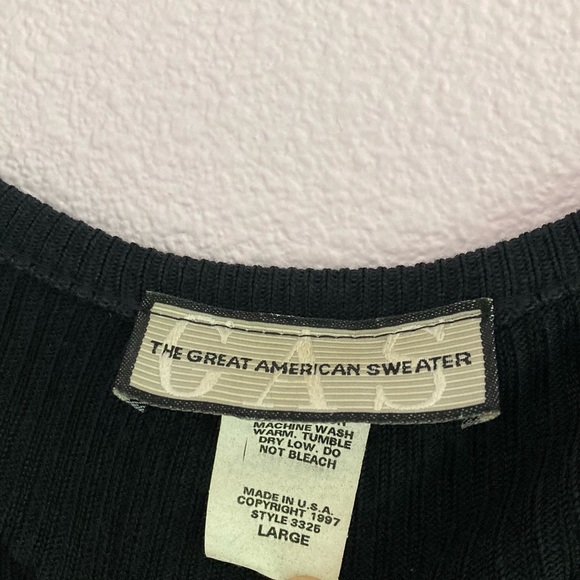 GAS
THE GREAT AMERICAN SWEATER
MACHINE WASH
WARM. TUMBLE
DRY LOW. DO
NOT BLEACH
MADE IN U.S.A.
COPYRIGHT 1997
STYLE 3325
LARGE